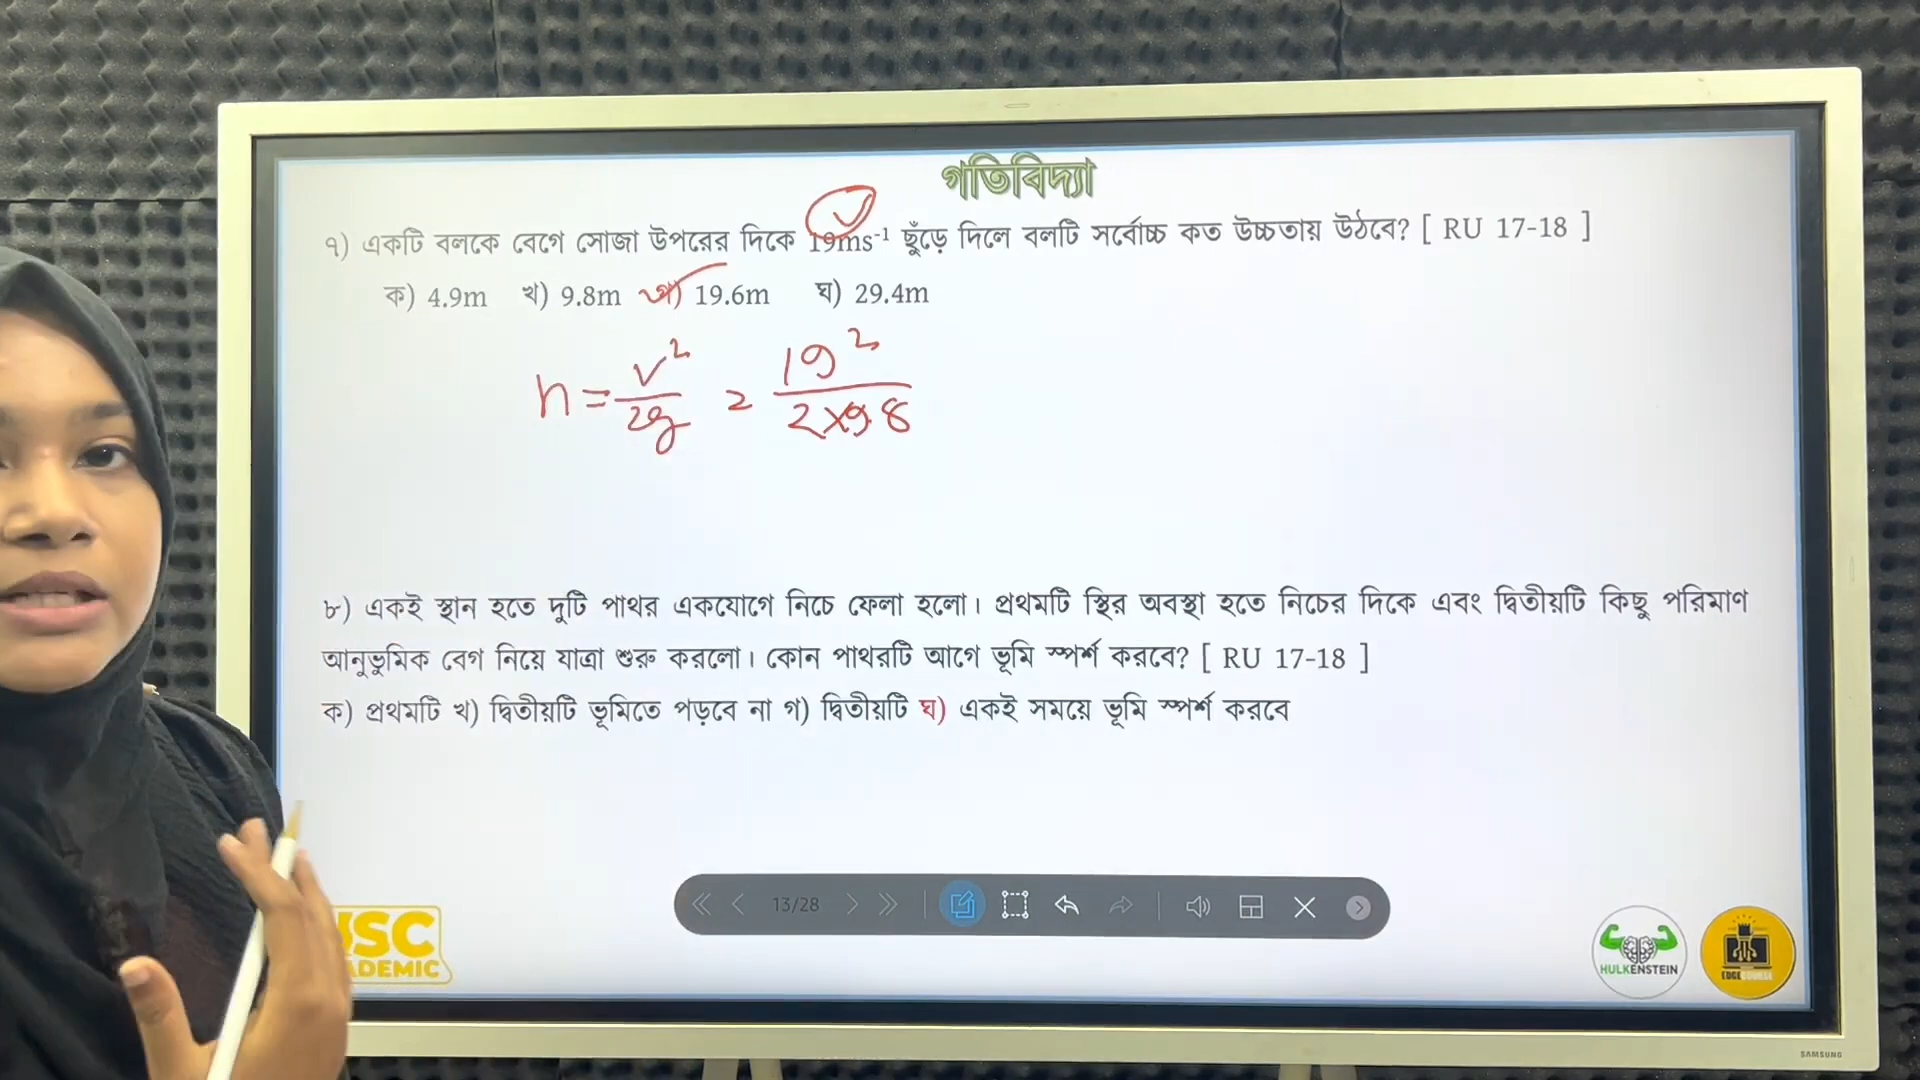 গতিবিদ্যা
৭) একটি বলকে বেগে সোজা উপরের দিকে 19ms⁻¹ ছুঁড়ে দিলে বলটি সর্বোচ্চ কত উচ্চতায় উঠবে? [ RU 17-18 ]
ক) 4.9m খ) 9.8m গ) 19.6m ঘ) 29.4m
h = v²/2g = 19²/2×9.8
৮) একই স্থান হতে দুটি পাথর একযোগে নিচে ফেলা হলো। প্রথমটি স্থির অবস্থা হতে নিচের দিকে এবং দ্বিতীয়টি কিছু পরিমাণ
আনুভুমিক বেগ নিয়ে যাত্রা শুরু করলো। কোন পাথরটি আগে ভূমি স্পর্শ করবে? [ RU 17-18 ]
ক) প্রথমটি খ) দ্বিতীয়টি ভূমিতে পড়বে না গ) দ্বিতীয়টি ঘ) একই সময়ে ভূমি স্পর্শ করবে
13/28
HULKENSTEIN
SAMSUNG